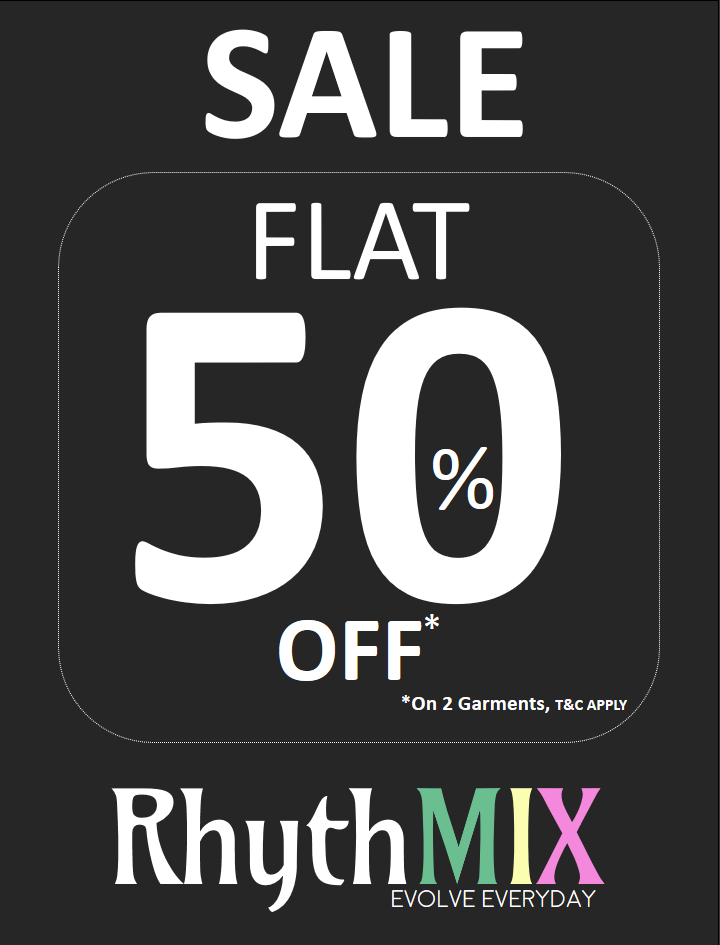 SALE
FLAT
50%
OFF*
*On 2 Garments, T&C APPLY
RhythMIX
EVOLVE EVERYDAY